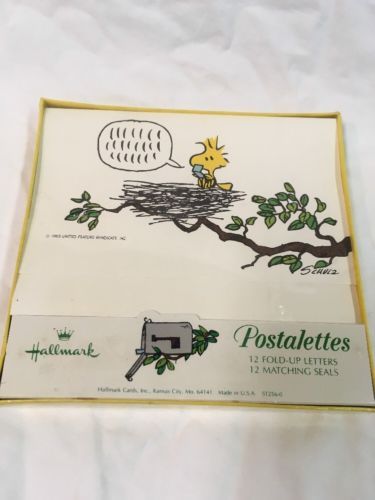 © 1965 UNITED FEATURE SYNDICATE, INC.
SCHULZ
Hallmark
Postalettes
12 FOLD-UP LETTERS
12 MATCHING SEALS
Hallmark Cards, Inc., Kansas City, Mo. 64141 Made in U.S.A.